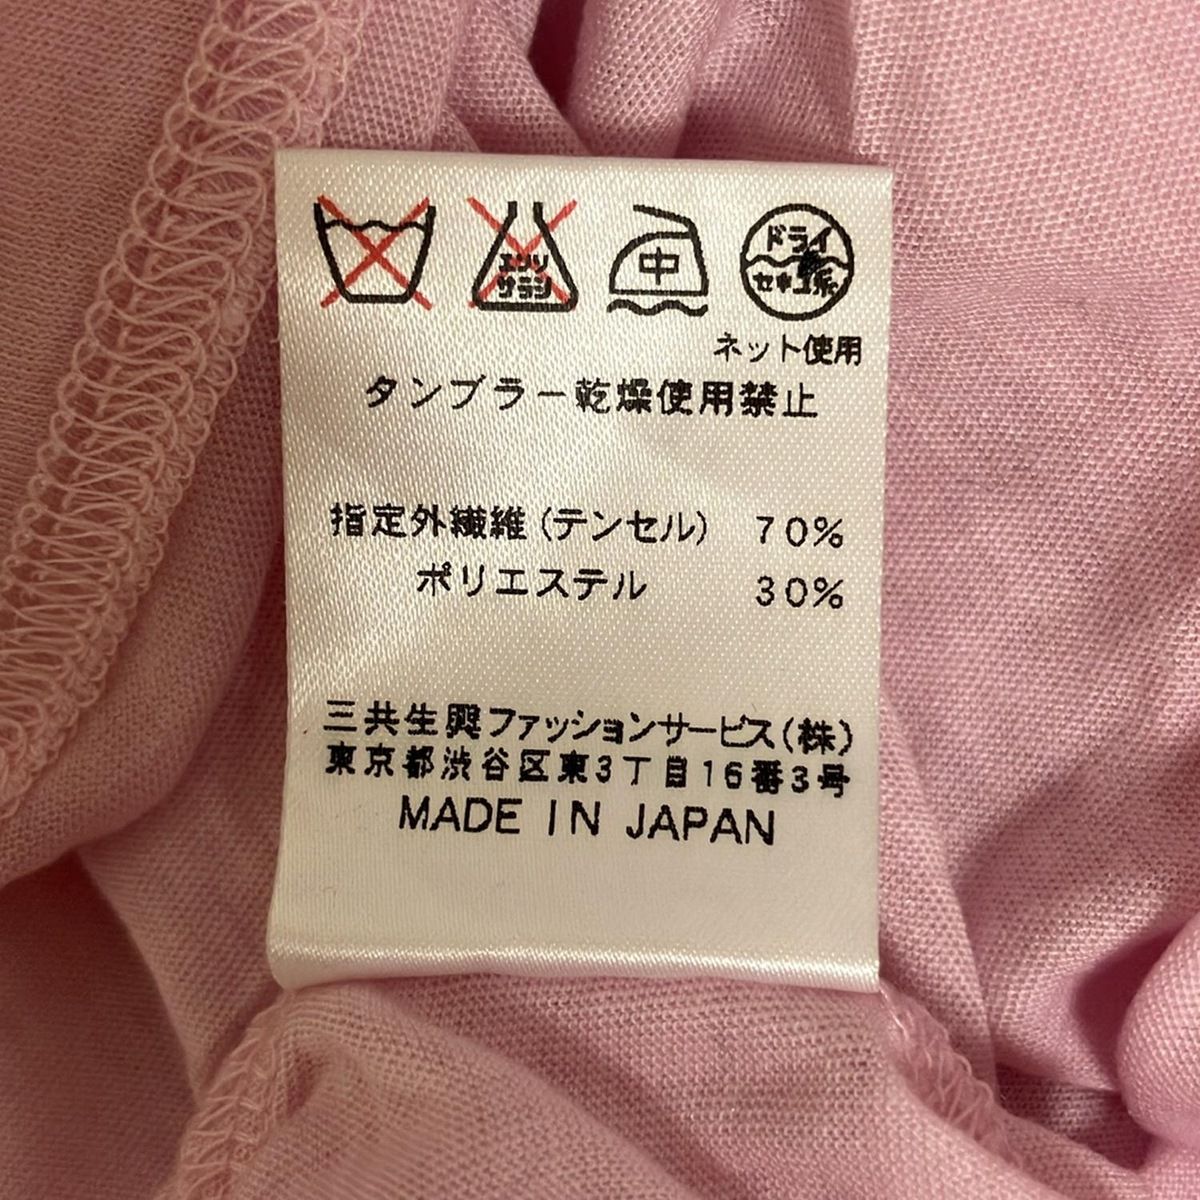 エンソ
サラシ
中
ドライ
セキユ系
ネット使用
タンブラー乾燥使用禁止
指定外繊維(テンセル) 70%
ポリエステル 30%
三共生興ファッションサービス(株)
東京都渋谷区東3丁目16番3号
MADE IN JAPAN